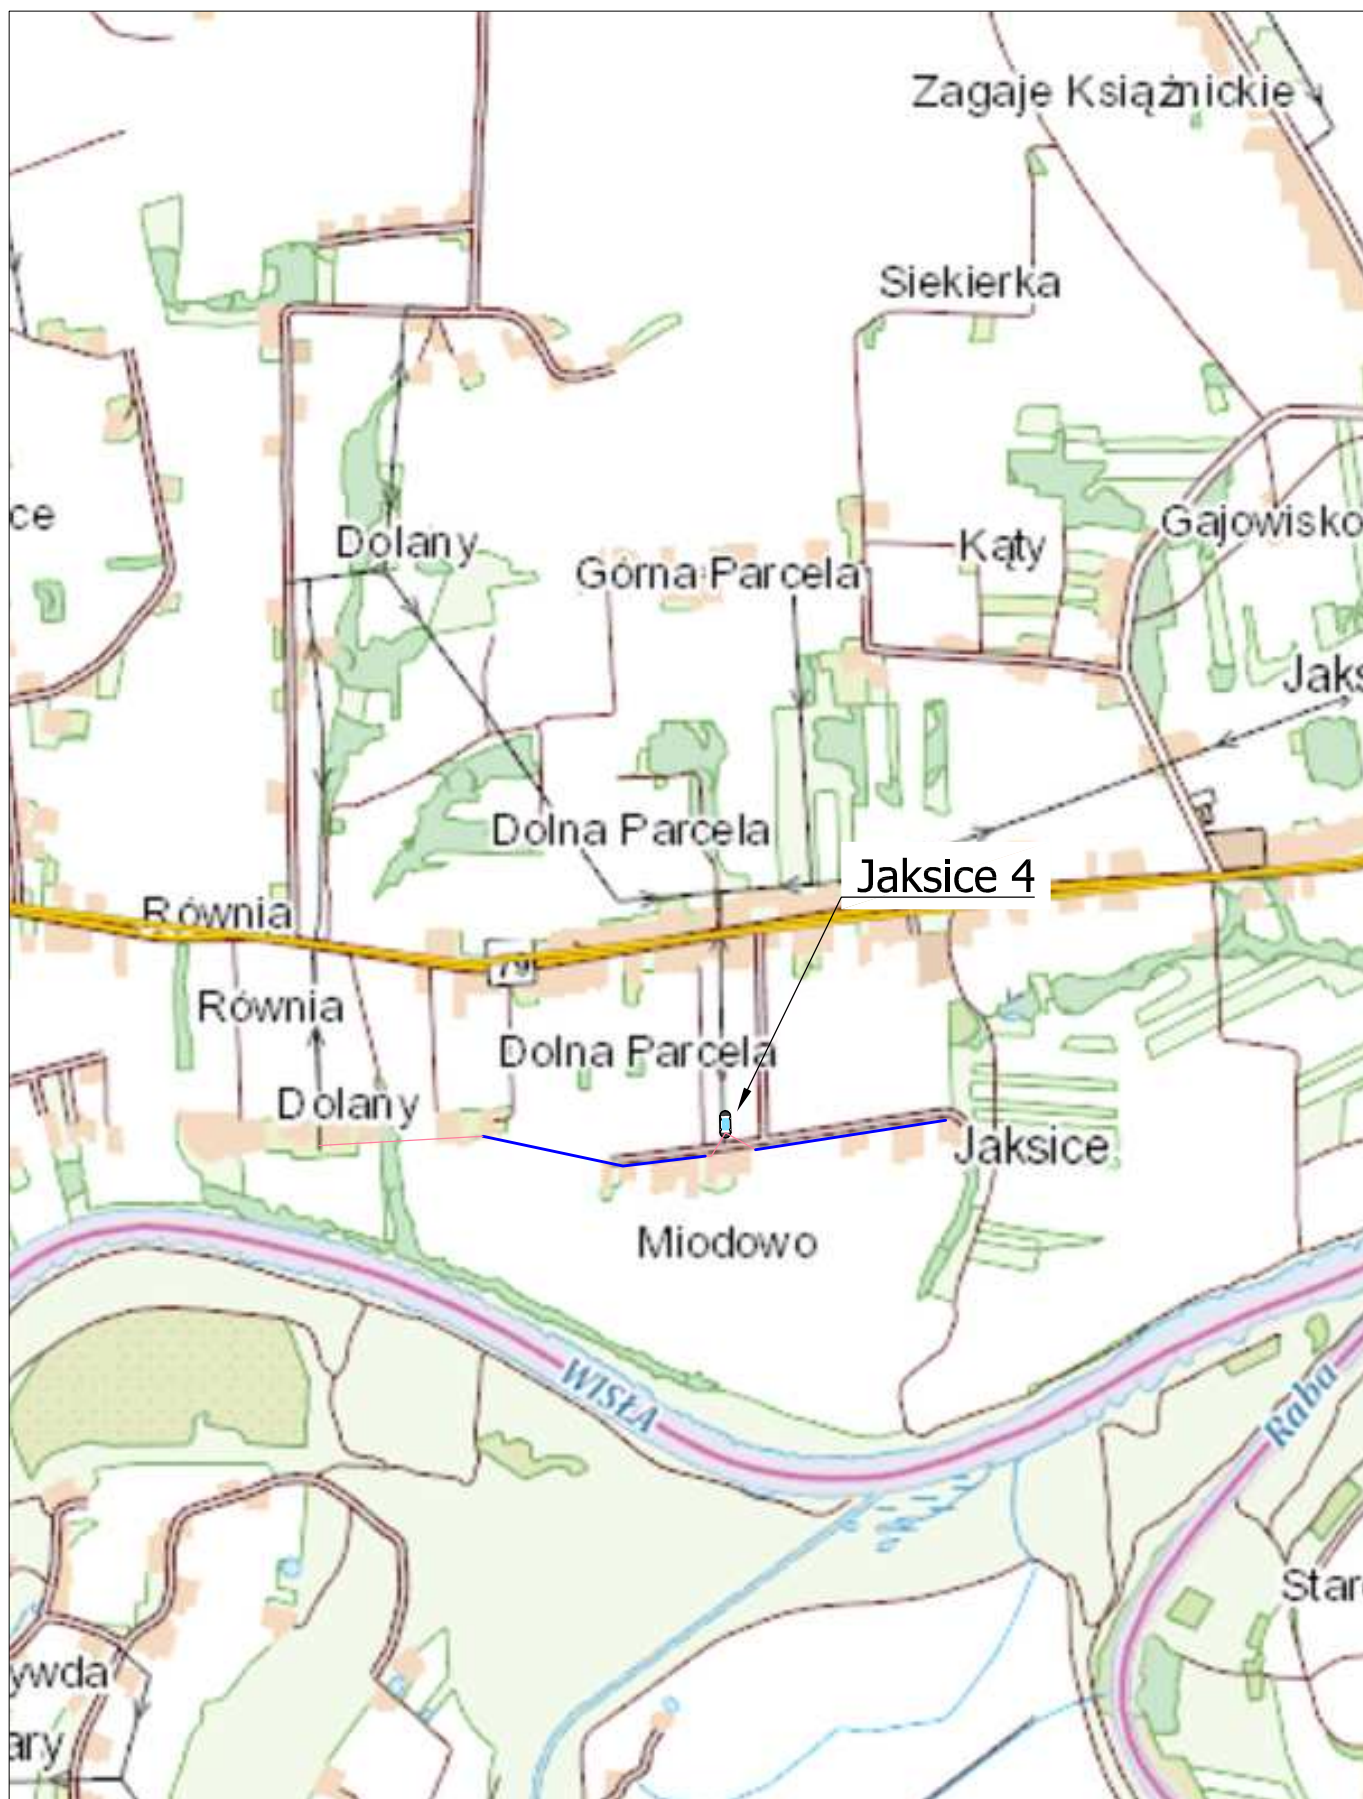 Zagaje Książnickie
Siekierka
ce
Dolany
Górna Parcela
Kąty
Gajowisko
Jaks
Dolna Parcela
Jaksice 4
Równia
79
Równia
Dolna Parcela
Dolany
Jaksice
Miodowo
WISŁA
Raba
Star
ywda
ary